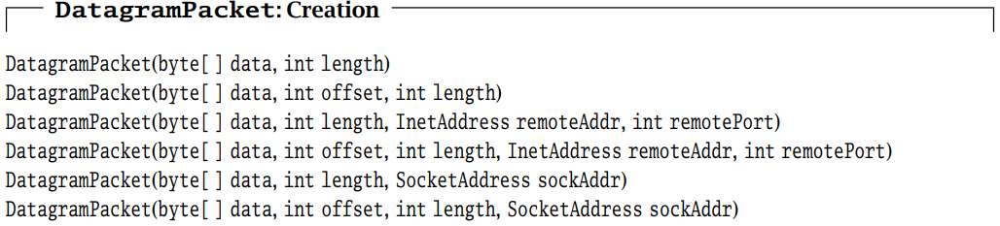 DatagramPacket: Creation
DatagramPacket(byte[ ] data, int length)
DatagramPacket(byte[ ] data, int offset, int length)
DatagramPacket(byte[ ] data, int length, InetAddress remoteAddr, int remotePort)
DatagramPacket(byte[ ] data, int offset, int length, InetAddress remoteAddr, int remotePort)
DatagramPacket(byte[ ] data, int length, SocketAddress sockAddr)
DatagramPacket(byte[ ] data, int offset, int length, SocketAddress sockAddr)